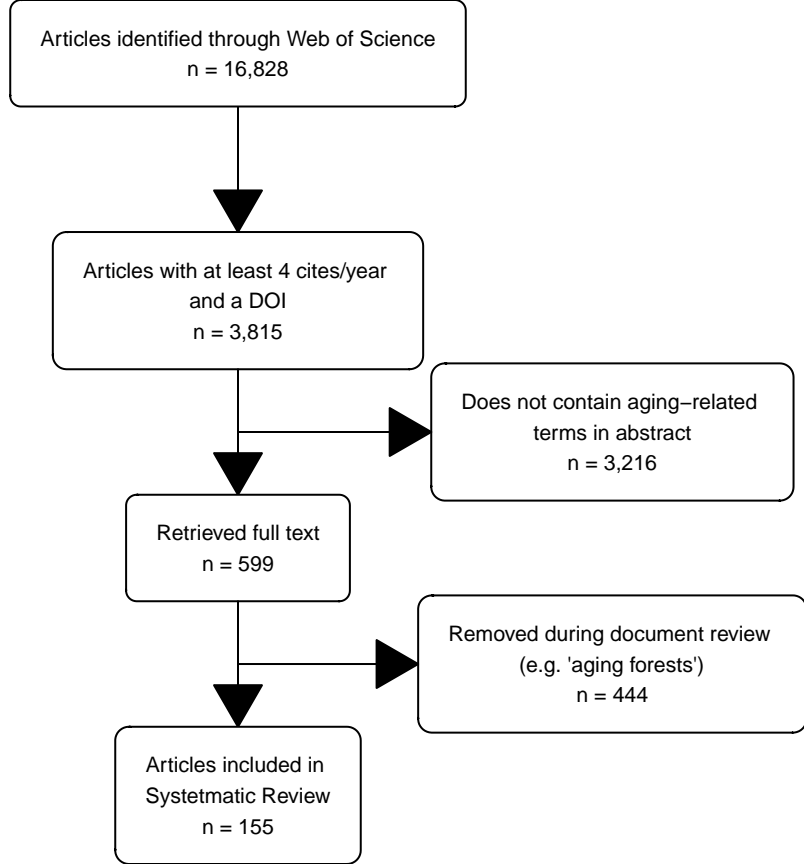 Articles identified through Web of Science
n = 16,828
Articles with at least 4 cites/year
and a DOI
n = 3,815
Does not contain aging−related
terms in abstract
n = 3,216
Retrieved full text
n = 599
Removed during document review
(e.g. 'aging forests')
n = 444
Articles included in
Systetmatic Review
n = 155